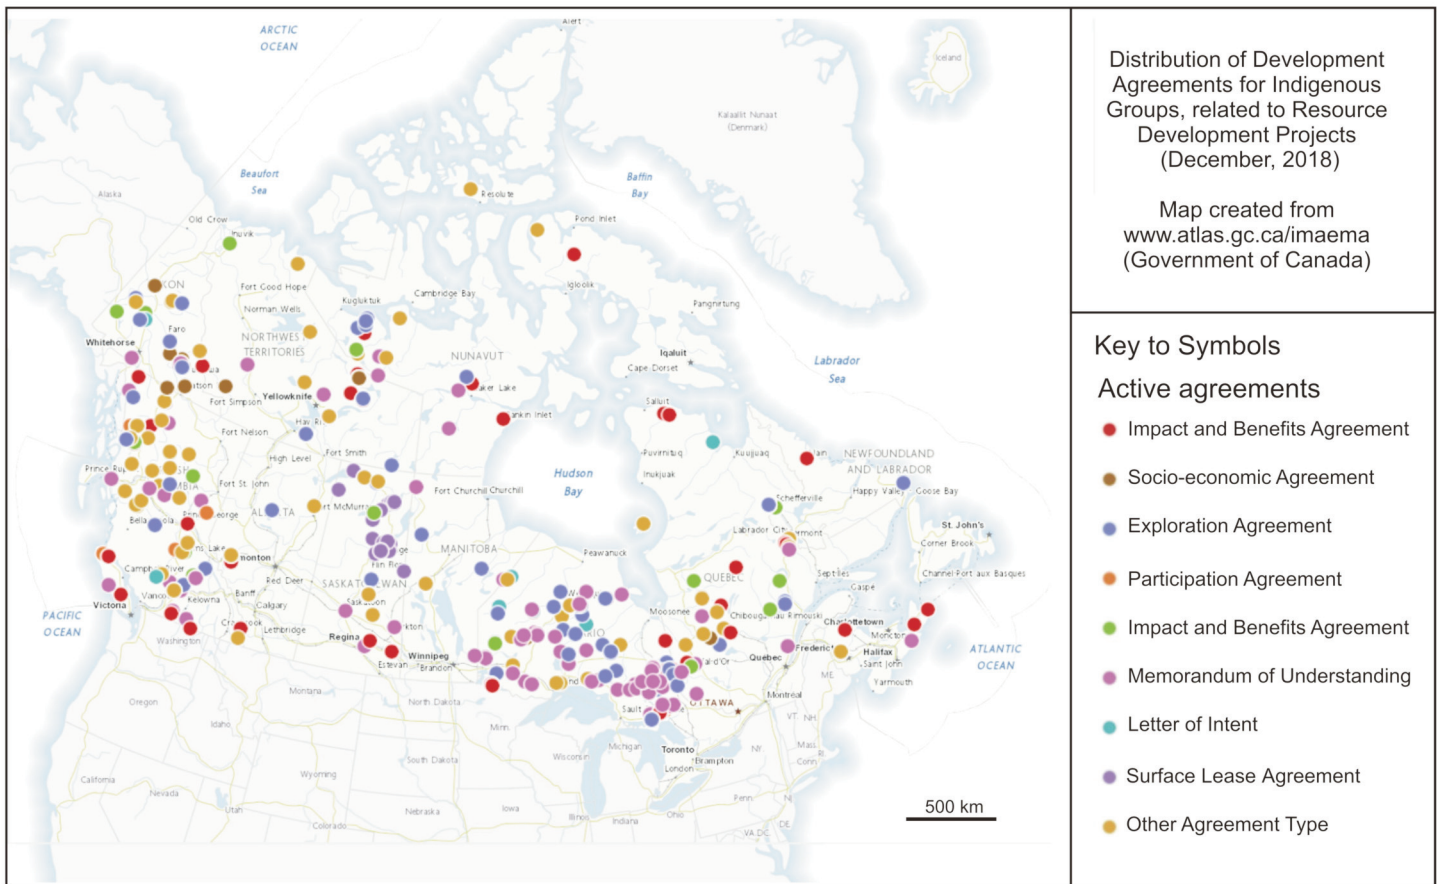 Distribution of Development
Agreements for Indigenous
Groups, related to Resource
Development Projects
(December, 2018)
Map created from
www.atlas.gc.ca/imaema
(Government of Canada)
Key to Symbols
Active agreements
Impact and Benefits Agreement
Socio-economic Agreement
Exploration Agreement
Participation Agreement
Impact and Benefits Agreement
Memorandum of Understanding
Letter of Intent
Surface Lease Agreement
Other Agreement Type
500 km
Alert
ARCTIC
OCEAN
Iceland
Kalaallit Nunaat
(Denmark)
Beaufort
Sea
Baffin
Bay
Alaska
Resolute
Old Crow
Inuvik
Pond Inlet
Fort Good Hope
Igloolik
Kugluktuk
Cambridge Bay
Pangnirtung
Norman Wells
Faro
Whitehorse
NORTHWEST
TERRITORIES
NUNAVUT
Iqaluit
Cape Dorset
Labrador
Sea
Fort Simpson
Yellowknife
Salluit
Fort Nelson
Fort Smith
High Level
Puvirnituq
Kuujjuaq
NEWFOUNDLAND
AND LABRADOR
Inukjuak
Hudson
Bay
Fort St. John
Fort Churchill
Churchill
Schefferville
Happy Valley
Goose Bay
St. John's
Corner Brook
MANITOBA
Peawanuck
Red Deer
Channel-Port aux Basques
Banff
Calgary
QUEBEC
Gaspe
Kelowna
Victoria
Moosonee
Rimouski
PACIFIC
OCEAN
Lethbridge
Washington
Regina
Winnipeg
Estevan
Brandon
Charlottetown
Moncton
Halifax
Saint John
Quebec
ATLANTIC
OCEAN
Yarmouth
ME
Montana
North Dakota
Montreal
OTTAWA
Oregon
Idaho
Minn
Sault
VT
NH
Michigan
Toronto
Brampton
London
NY
Mass
RI
Conn
Wisconsin
South Dakota
Wyoming
California
Nevada
Utah
Nebraska
Iowa
Illinois
Indiana
Ohio
Penn
NJ
Colorado
VA
DC
DE